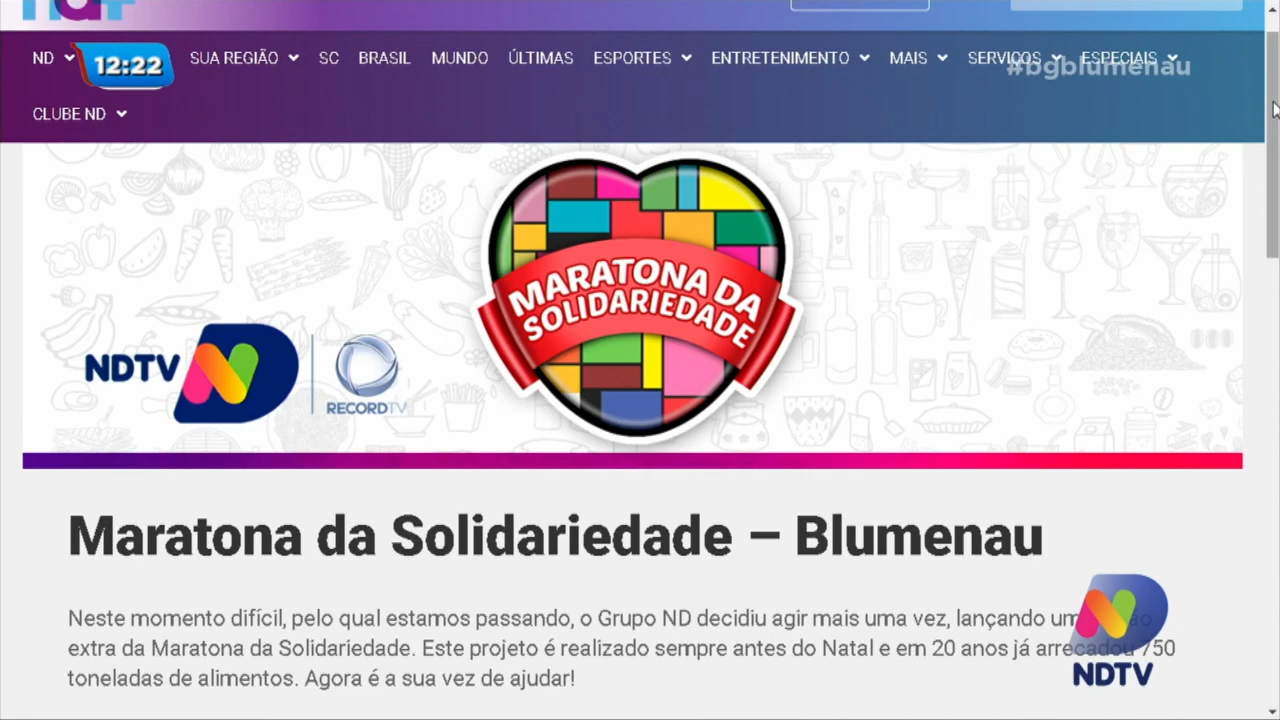 nd+
ND
12:22
SUA REGIÃO
SC
BRASIL
MUNDO
ÚLTIMAS
ESPORTES
ENTRETENIMENTO
MAIS
SERVIÇOS
ESPECIAIS
#bgblumenau
CLUBE ND
MARATONA DA
SOLIDARIEDADE
NDTV
RECORDTV
Maratona da Solidariedade – Blumenau
Neste momento difícil, pelo qual estamos passando, o Grupo ND decidiu agir mais uma vez, lançando
extra da Maratona da Solidariedade. Este projeto é realizado sempre antes do Natal e em 20 anos já arrecadou 750
toneladas de alimentos. Agora é a sua vez de ajudar!
NDTV